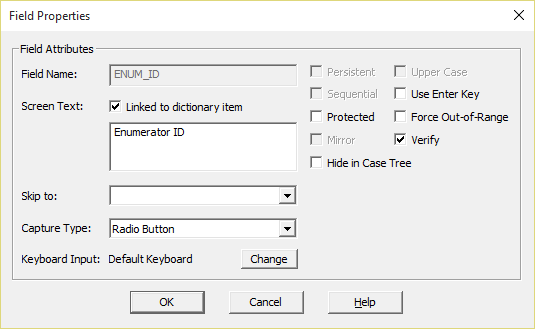 Field Properties
Field Attributes
Field Name: ENUM_ID
Persistent Upper Case
Sequential Use Enter Key
Screen Text: Linked to dictionary item
Protected Force Out-of-Range
Enumerator ID
Mirror Verify
Hide in Case Tree
Skip to:
Capture Type: Radio Button
Keyboard Input: Default Keyboard Change
OK Cancel Help